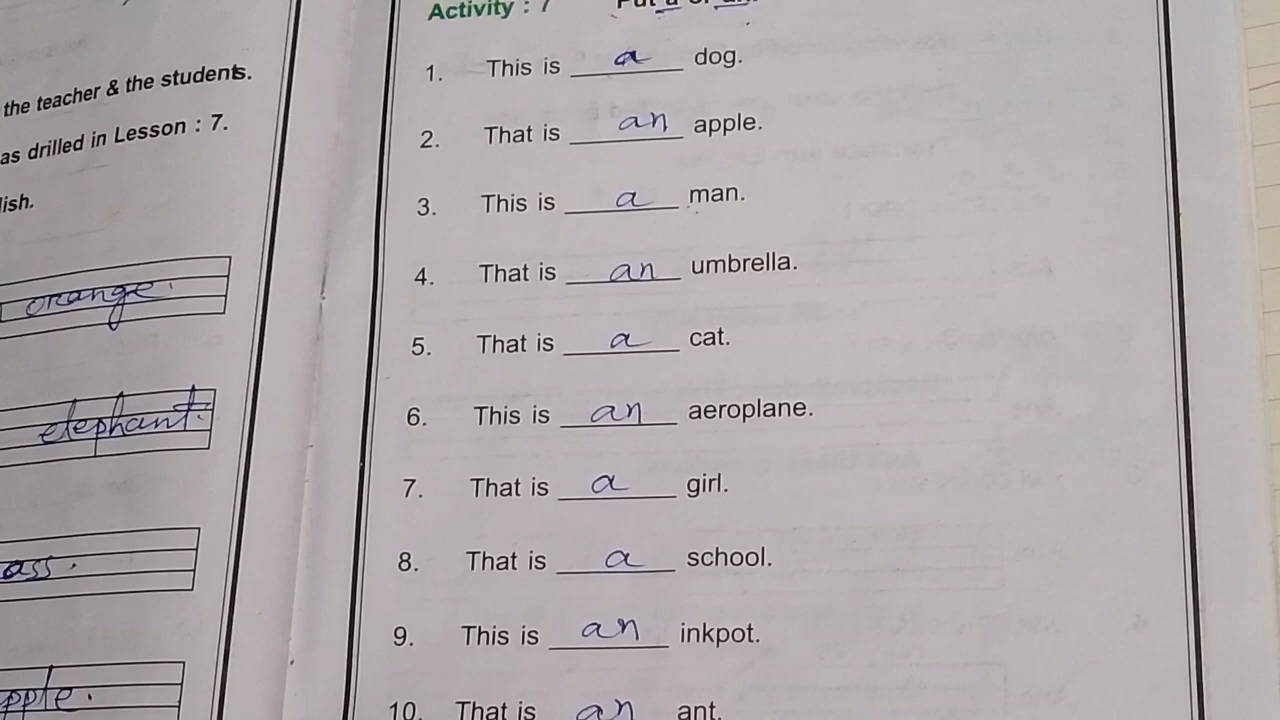 the teacher & the students.
as drilled in Lesson : 7.
lish.
orange.
elephant.
ass.
pple.
Activity : 7 Put a or an
1. This is a dog.
2. That is an apple.
3. This is a man.
4. That is an umbrella.
5. That is a cat.
6. This is an aeroplane.
7. That is a girl.
8. That is a school.
9. This is an inkpot.
10. That is an ant.